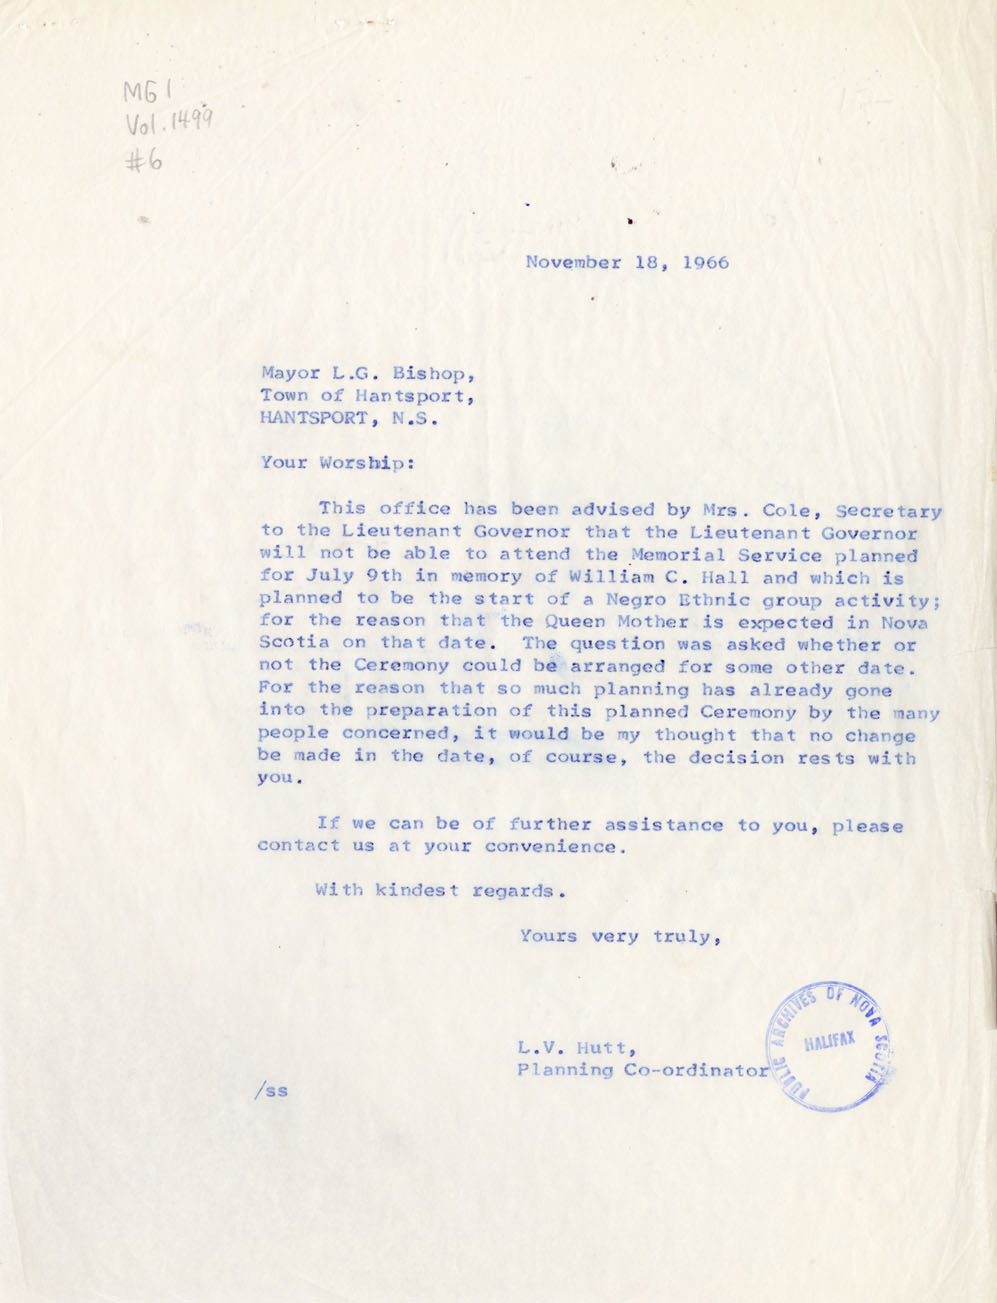 MG 1
Vol. 1499
#6
November 18, 1966
Mayor L.G. Bishop,
Town of Hantsport,
HANTSPORT, N.S.
Your Worship:
This office has been advised by Mrs. Cole, Secretary
to the Lieutenant Governor that the Lieutenant Governor
will not be able to attend the Memorial Service planned
for July 9th in memory of William C. Hall and which is
planned to be the start of a Negro Ethnic group activity;
for the reason that the Queen Mother is expected in Nova
Scotia on that date. The question was asked whether or
not the Ceremony could be arranged for some other date.
For the reason that so much planning has already gone
into the preparation of this planned Ceremony by the many
people concerned, it would be my thought that no change
be made in the date, of course, the decision rests with
you.
If we can be of further assistance to you, please
contact us at your convenience.
With kindest regards.
Yours very truly,
L.V. Hutt,
Planning Co-ordinator
PUBLIC ARCHIVES OF NOVA SCOTIA
HALIFAX
/ss